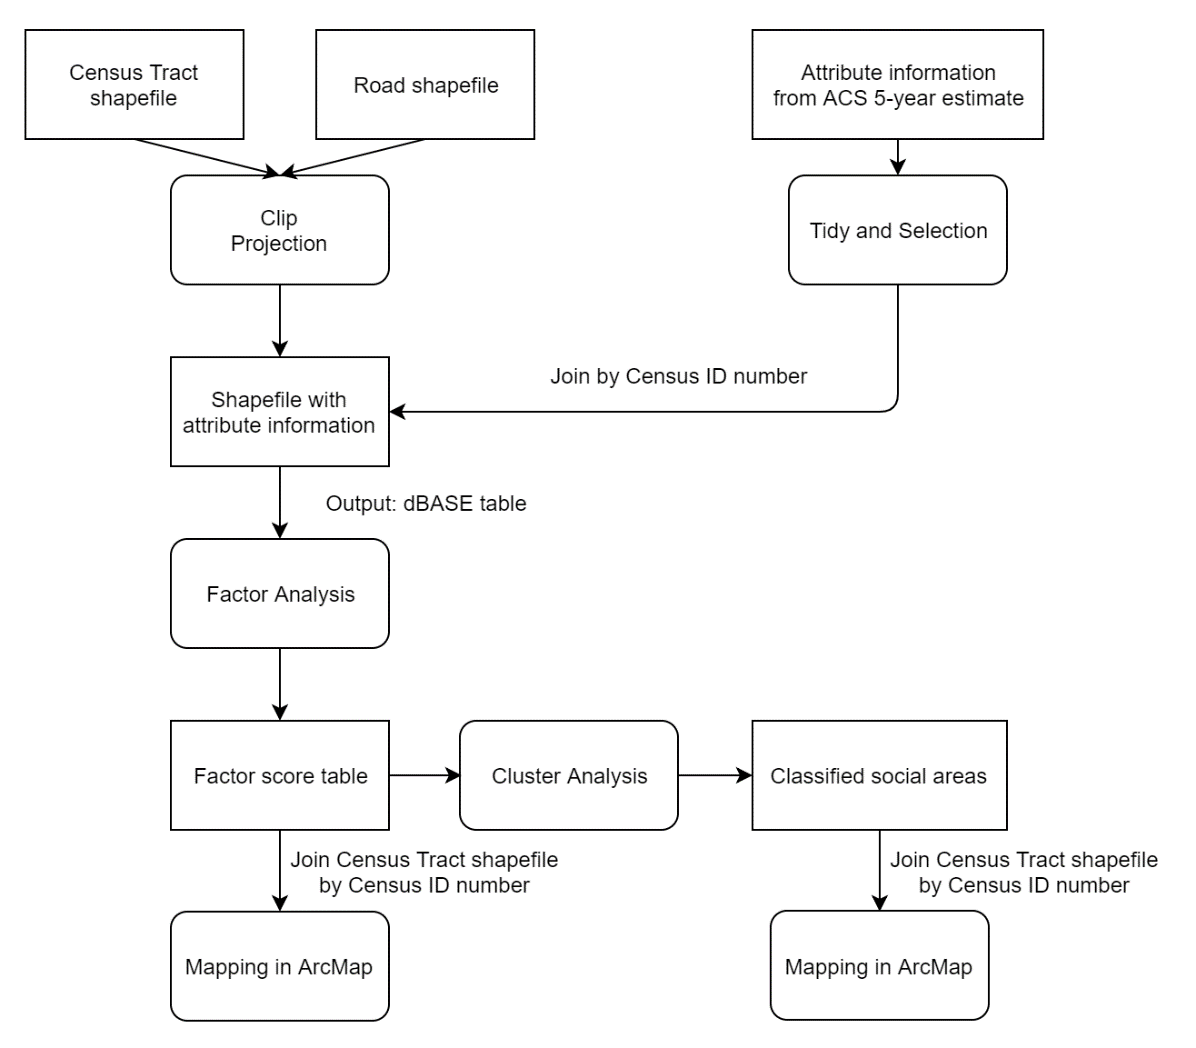 Census Tract
shapefile
Road shapefile
Attribute information
from ACS 5-year estimate
Clip
Projection
Tidy and Selection
Join by Census ID number
Shapefile with
attribute information
Output: dBASE table
Factor Analysis
Factor score table
Cluster Analysis
Classified social areas
Join Census Tract shapefile
by Census ID number
Join Census Tract shapefile
by Census ID number
Mapping in ArcMap
Mapping in ArcMap